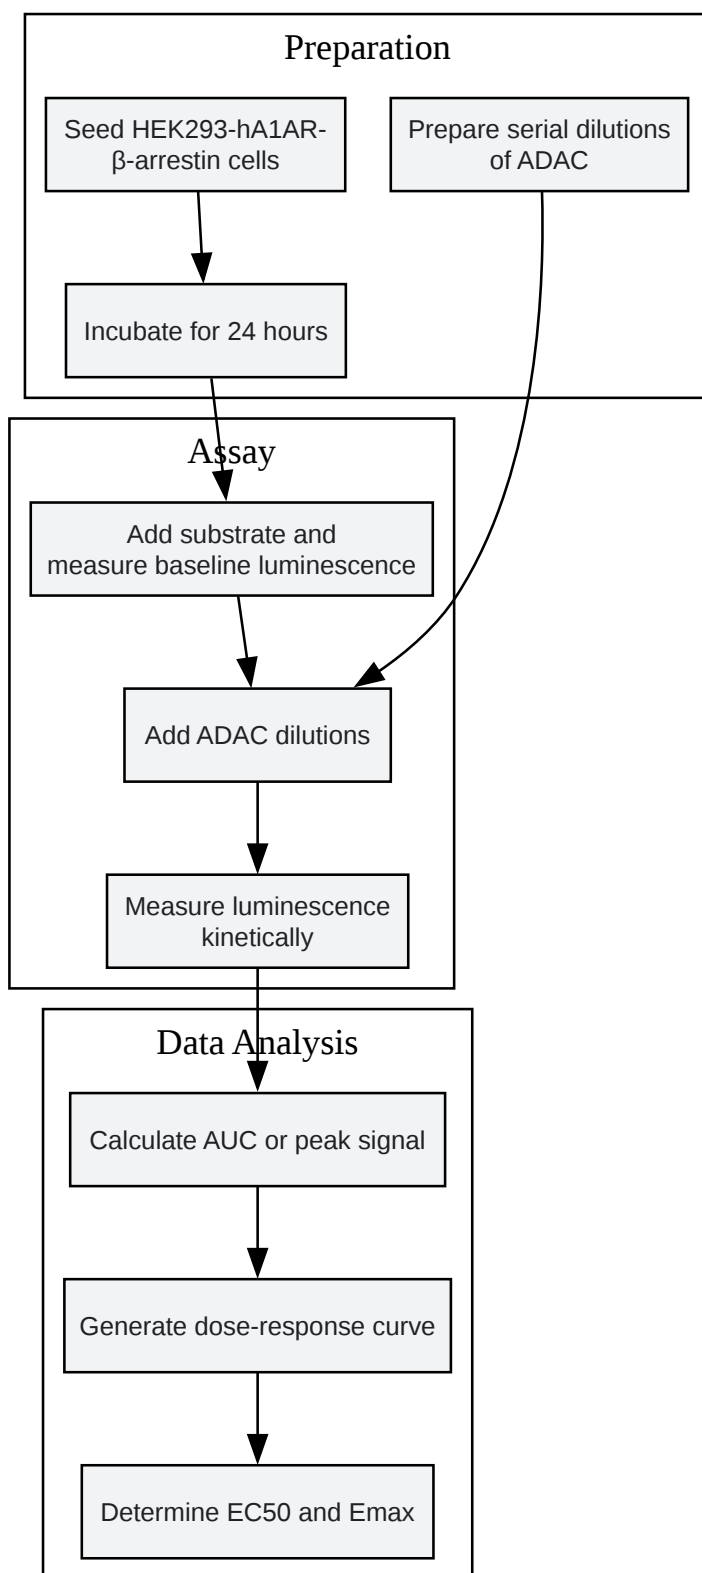 Preparation
Seed HEK293-hA1AR-
β-arrestin cells
Prepare serial dilutions
of ADAC
Incubate for 24 hours
Assay
Add substrate and
measure baseline luminescence
Add ADAC dilutions
Measure luminescence
kinetically
Data Analysis
Calculate AUC or peak signal
Generate dose-response curve
Determine EC50 and Emax